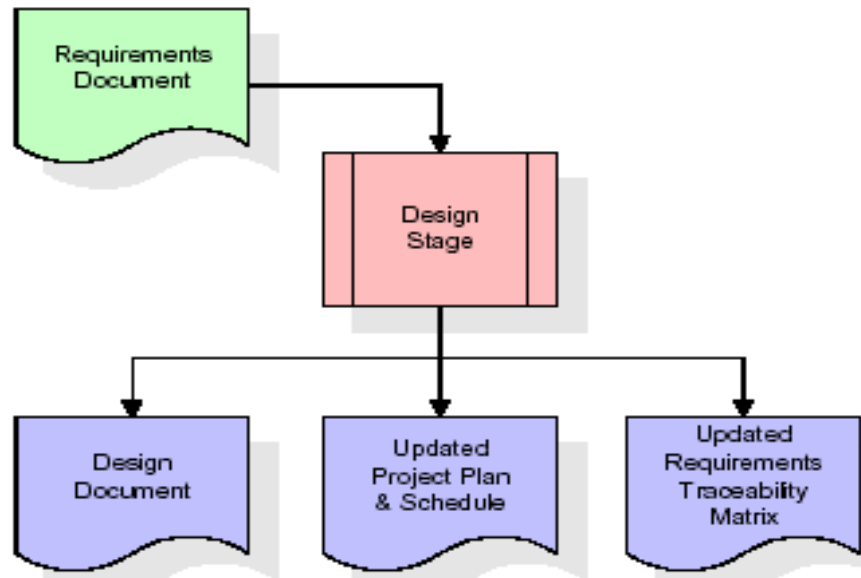 Requirements
Document
Design
Stage
Design
Document
Updated
Project Plan
& Schedule
Updated
Requirements
Traceability
Matrix